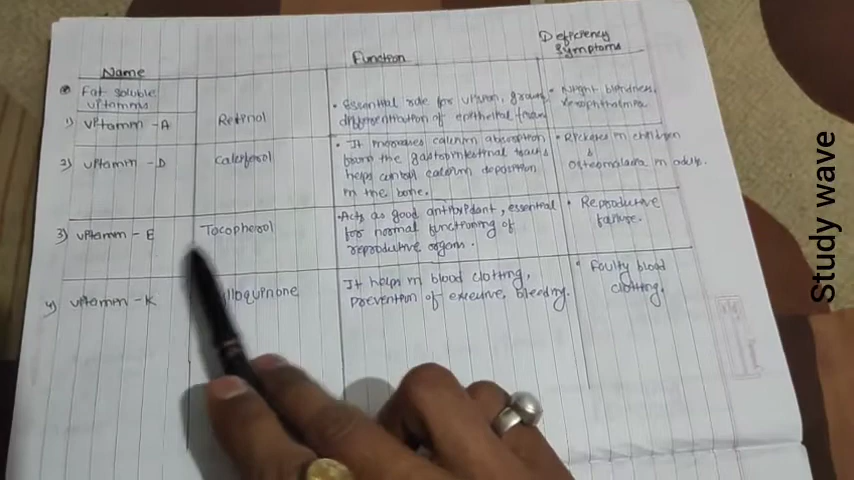 Name
Function
Deficiency
Symptoms
Fat soluble
vitamins
1) vitamin - A
Retinol
• Essential role for vision, growth
differentiation of epithelial tissue
• Night blindness,
xerophthalmia
2) vitamin - D
calciferol
• It increases calcium absorption
from the gastrointestinal tracts
helps control calcium deposition
in the bone.
• Rickets in children
&
Osteomalacia in adults.
3) vitamin - E
Tocopherol
• Acts as good antioxidant, essential
for normal functioning of
reproductive organs.
• Reproductive
failure.
4) vitamin - K
lloquinone
It helps in blood clotting,
Prevention of excessive bleeding.
• Faulty blood
clotting.
Study wave